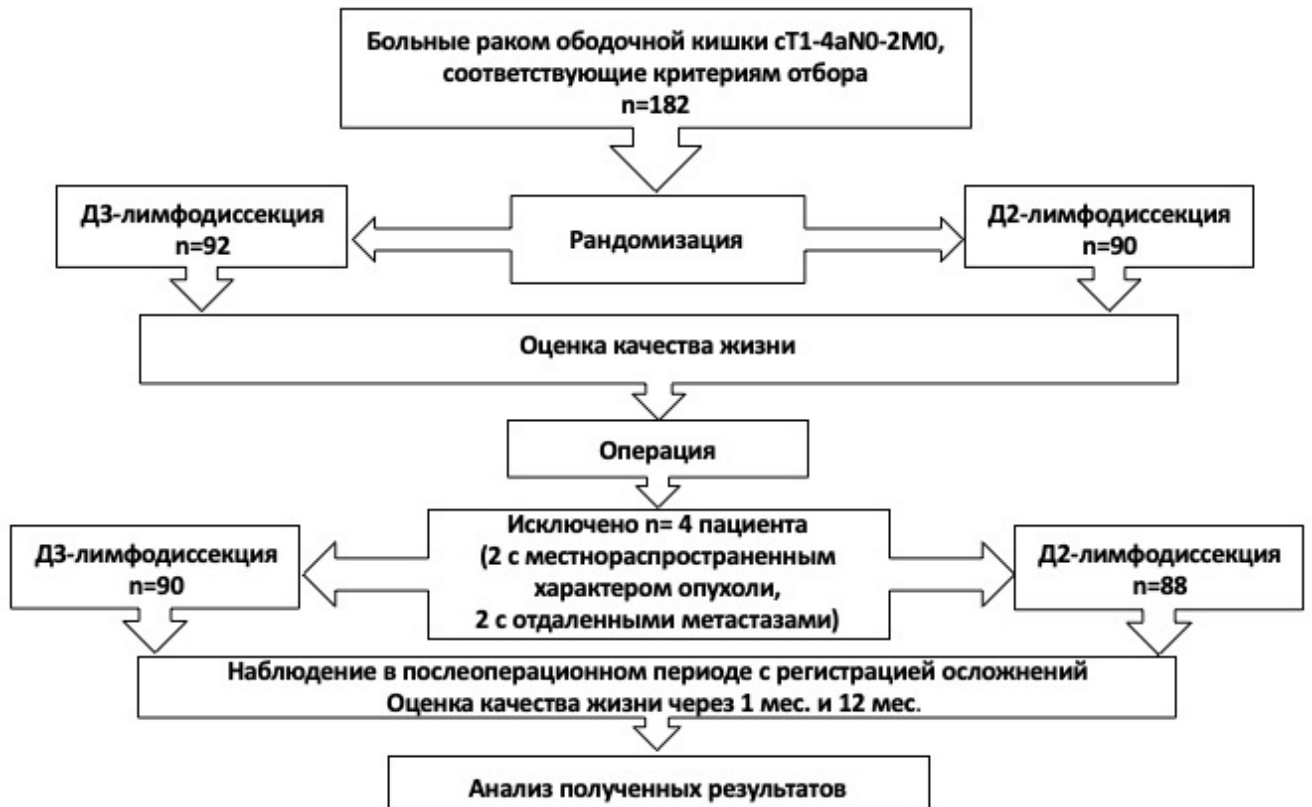 Больные раком ободочной кишки cT1-4aN0-2M0,
соответствующие критериям отбора
n=182
Д3-лимфодиссекция
n=92
Рандомизация
Д2-лимфодиссекция
n=90
Оценка качества жизни
Операция
Д3-лимфодиссекция
n=90
Исключено n= 4 пациента
(2 с местнораспространенным
характером опухоли,
2 с отдаленными метастазами)
Д2-лимфодиссекция
n=88
Наблюдение в послеоперационном периоде с регистрацией осложнений
Оценка качества жизни через 1 мес. и 12 мес.
Анализ полученных результатов